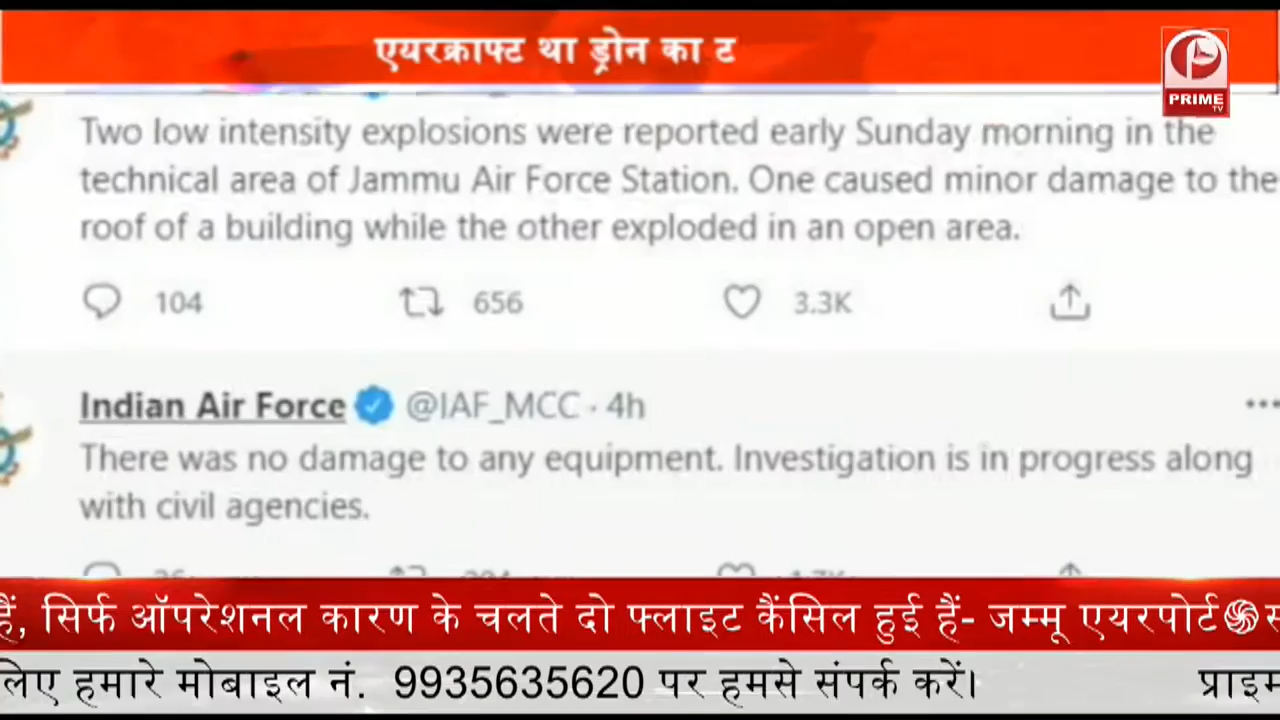 एयरक्राफ्ट था ड्रोन का ट
PRIME
TV
Two low intensity explosions were reported early Sunday morning in the
technical area of Jammu Air Force Station. One caused minor damage to the
roof of a building while the other exploded in an open area.
104 656 3.3K
Indian Air Force @IAF_MCC · 4h
There was no damage to any equipment. Investigation is in progress along
with civil agencies.
हैं, सिर्फ ऑपरेशनल कारण के चलते दो फ्लाइट कैंसिल हुई हैं- जम्मू एयरपोर्ट
लिए हमारे मोबाइल नं. 9935635620 पर हमसे संपर्क करें। प्राइम